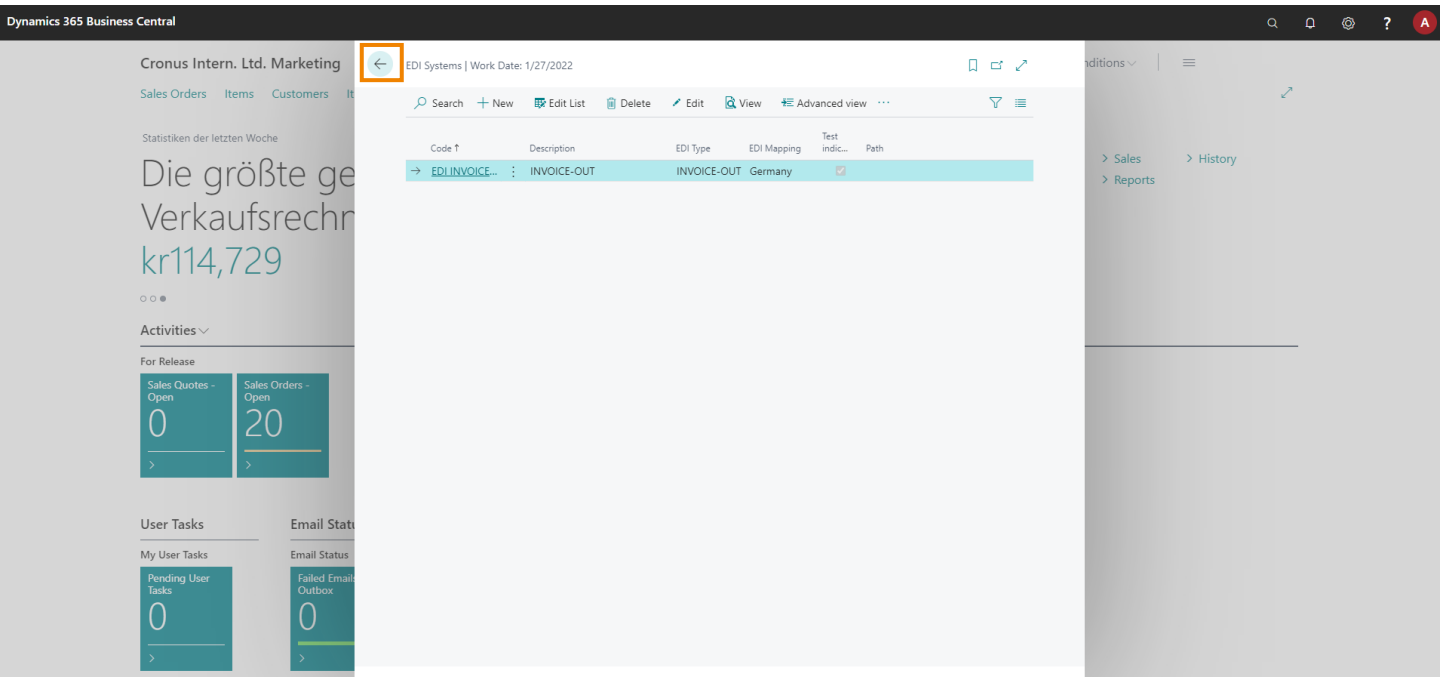 Dynamics 365 Business Central
?
A
Cronus Intern. Ltd. Marketing
Sales Orders Items Customers It
Statistiken der letzten Woche
Die größte ge
Verkaufsrechn
kr114,729
Activities
For Release
Sales Quotes -
Open
0
Sales Orders -
Open
20
User Tasks
My User Tasks
Pending User
Tasks
0
Email Statu
Email Status
Failed Emails
Outbox
0
EDI Systems | Work Date: 1/27/2022
Search New Edit List Delete Edit View Advanced view ...
Code ↑ Description EDI Type EDI Mapping Test indic... Path
→ EDI INVOICE... INVOICE-OUT INVOICE-OUT Germany
nditions
> Sales > History
> Reports